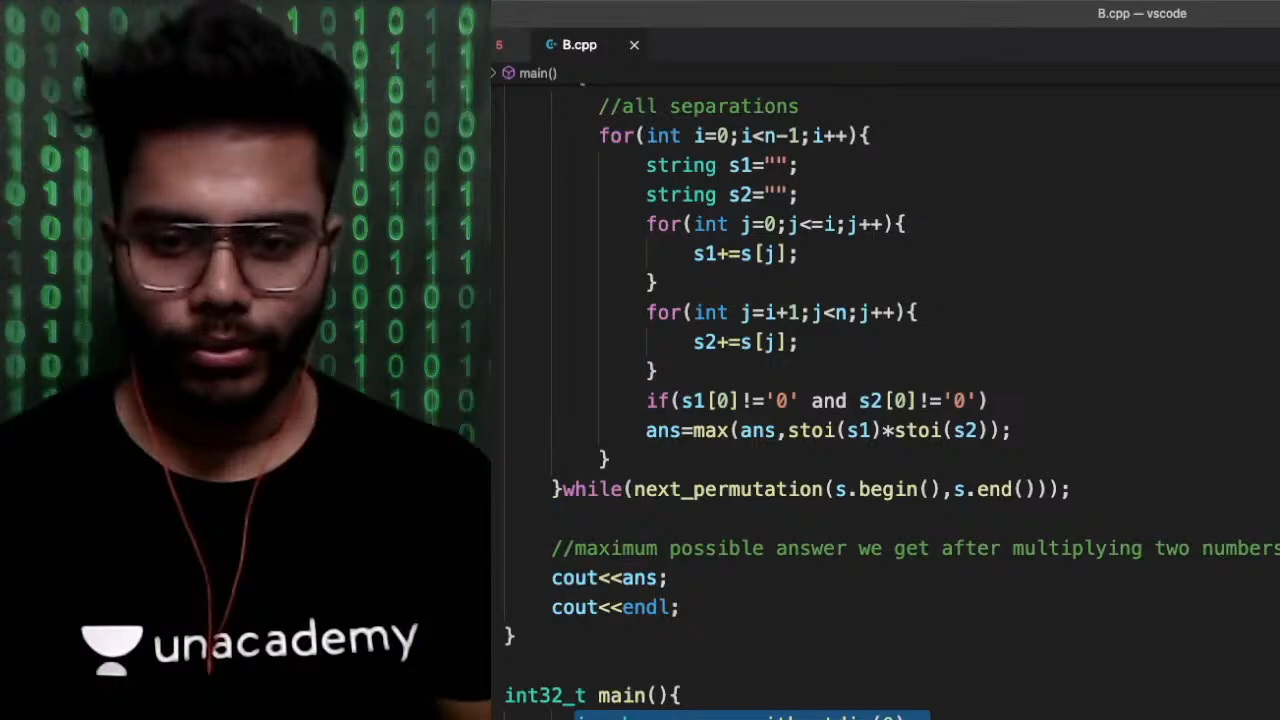 B.cpp — vscode
5 B.cpp ×
main()
//all separations
for(int i=0;i<n-1;i++){
string s1="";
string s2="";
for(int j=0;j<=i;j++){
s1+=s[j];
}
for(int j=i+1;j<n;j++){
s2+=s[j];
}
if(s1[0]!='0' and s2[0]!='0')
ans=max(ans,stoi(s1)*stoi(s2));
}
}while(next_permutation(s.begin(),s.end()));
//maximum possible answer we get after multiplying two numbers
cout<<ans;
cout<<endl;
}
int32_t main(){
unacademy